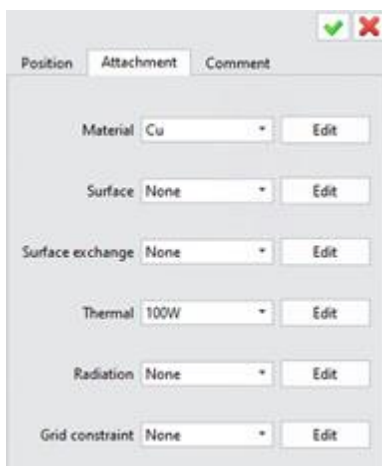 Position Attachment Comment
Material Cu Edit
Surface None Edit
Surface exchange None Edit
Thermal 100W Edit
Radiation None Edit
Grid constraint None Edit